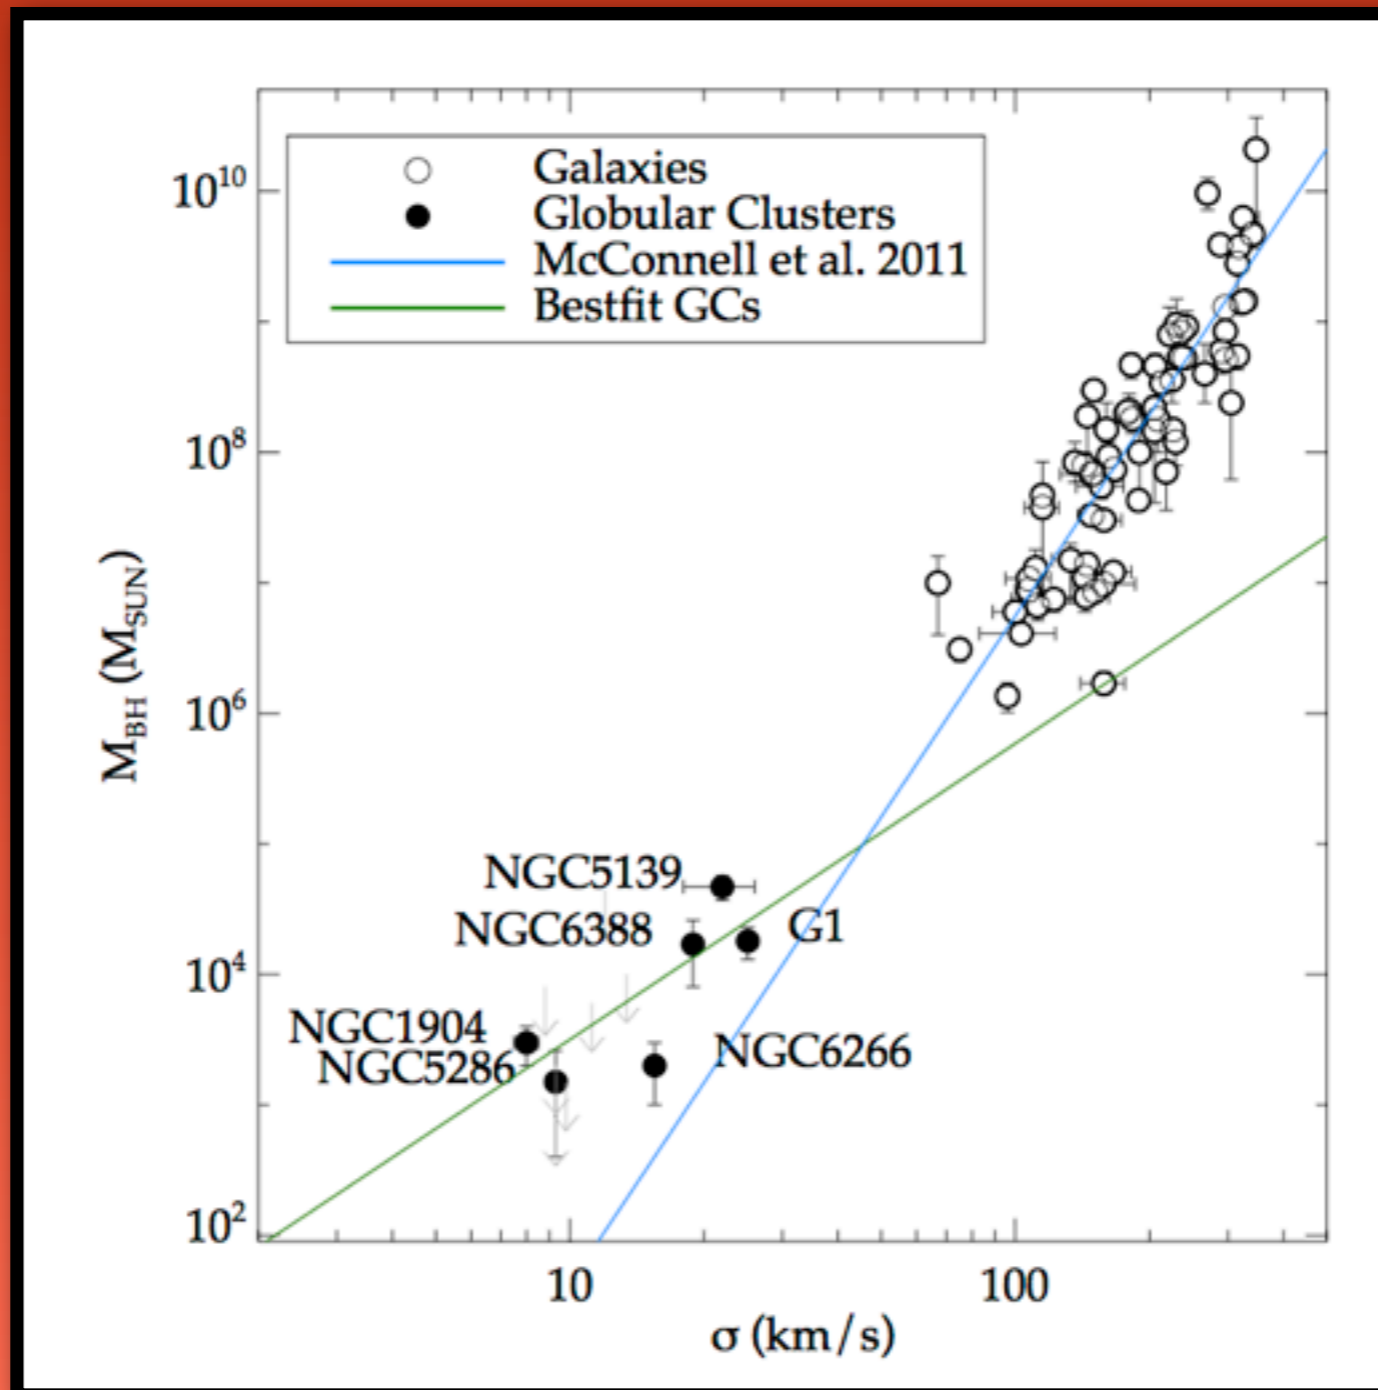 Galaxies
Globular Clusters
McConnell et al. 2011
Bestfit GCs
10¹⁰
10⁸
10⁶
10⁴
10²
M_BH (M_SUN)
NGC5139
NGC6388
G1
NGC1904
NGC5286
NGC6266
10
100
σ (km/s)